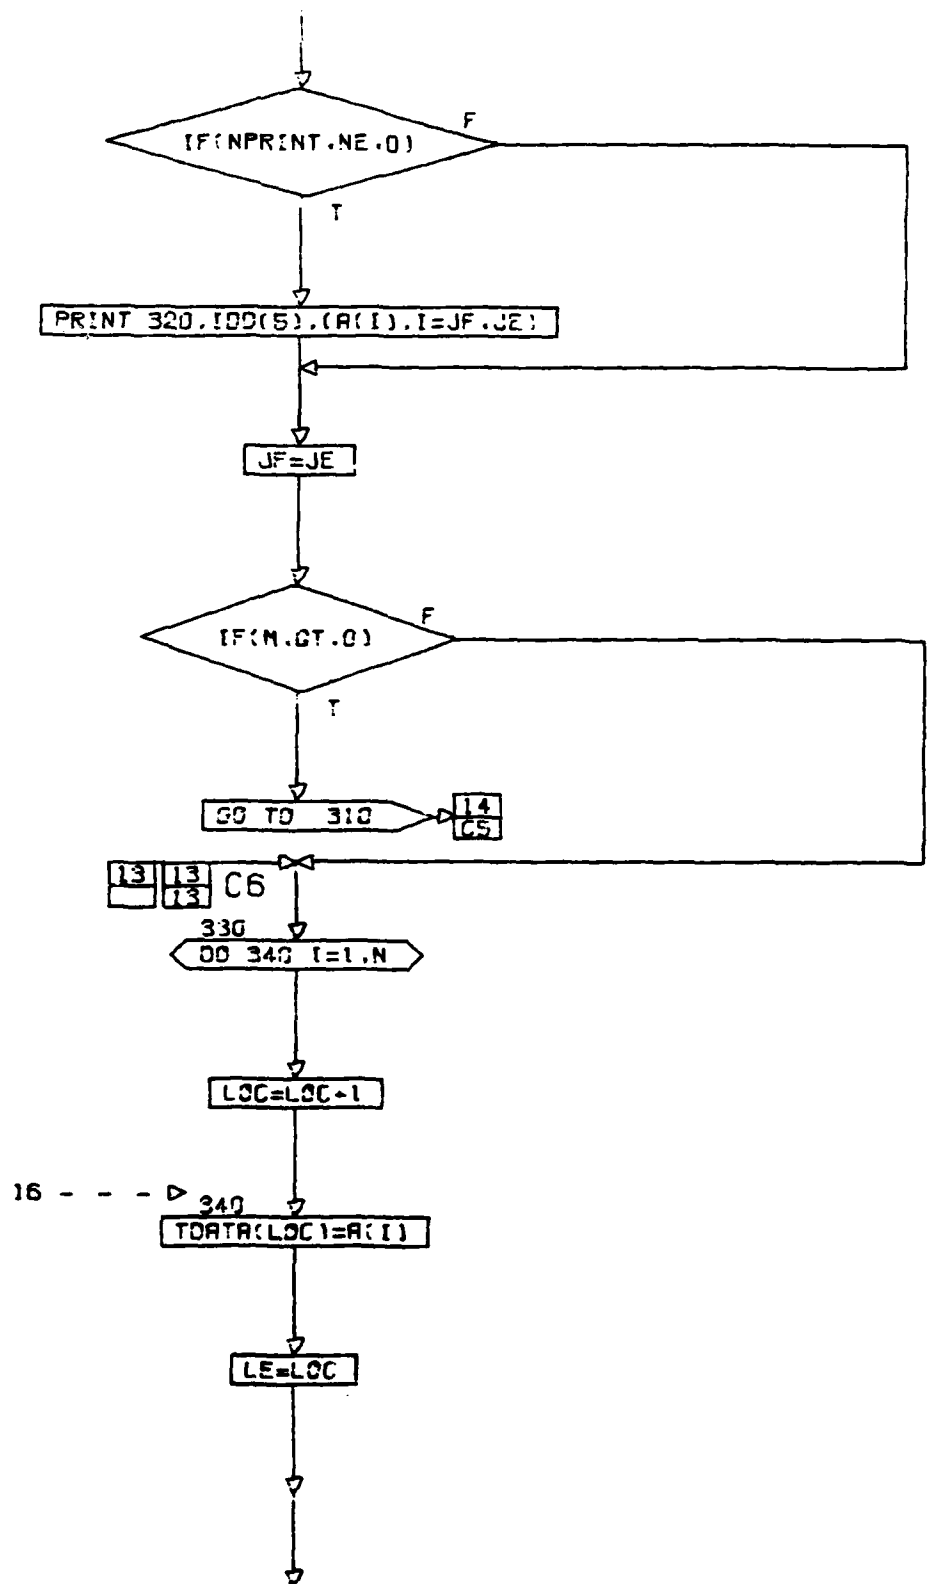 F
IF(NPRINT.NE.0)
T
PRINT 320,IDD(5),(A(I),I=JF,JE)
JF=JE
F
IF(M.GT.0)
T
GO TO 310
14
C5
13 13
13
C6
330
DO 340 I=1,N
LOC=LOC+1
16
340
TDATA(LOC)=A(I)
LE=LOC